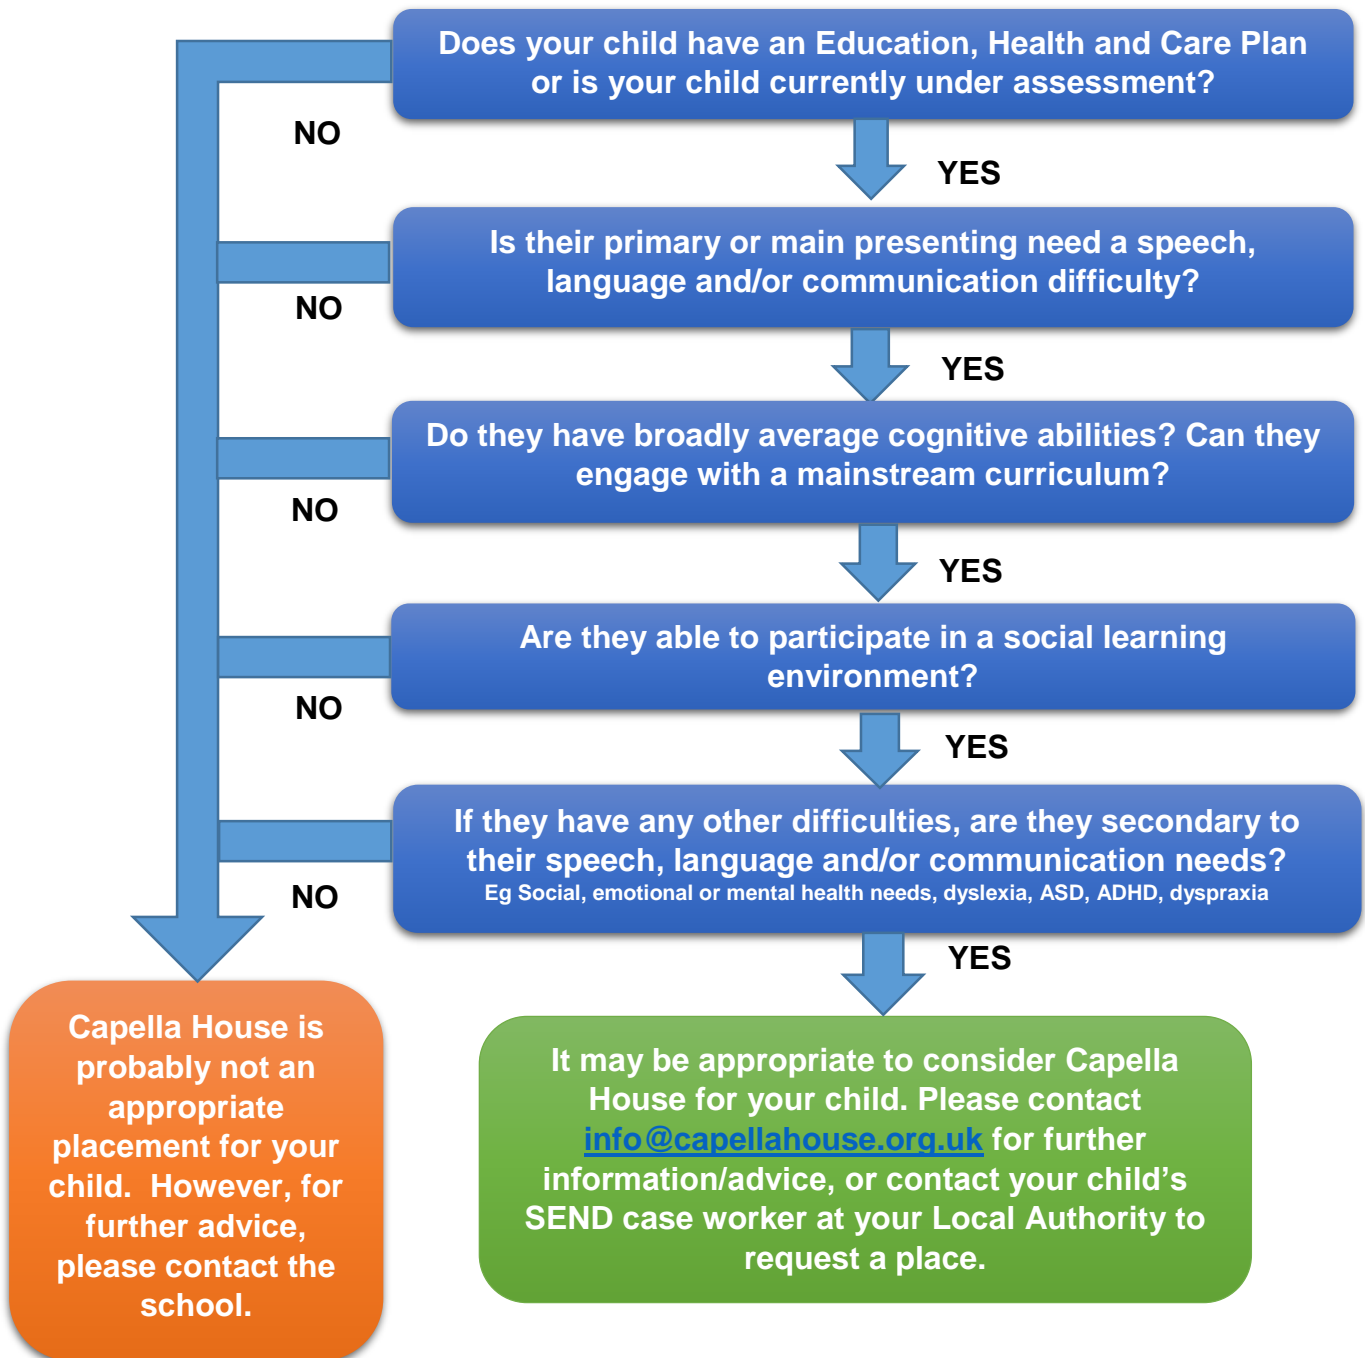 Does your child have an Education, Health and Care Plan
or is your child currently under assessment?
NO
YES
Is their primary or main presenting need a speech,
language and/or communication difficulty?
NO
YES
Do they have broadly average cognitive abilities? Can they
engage with a mainstream curriculum?
NO
YES
Are they able to participate in a social learning
environment?
NO
YES
If they have any other difficulties, are they secondary to
their speech, language and/or communication needs?
Eg Social, emotional or mental health needs, dyslexia, ASD, ADHD, dyspraxia
NO
YES
Capella House is
probably not an
appropriate
placement for your
child.  However, for
further advice,
please contact the
school.
It may be appropriate to consider Capella
House for your child. Please contact
info@capellahouse.org.uk for further
information/advice, or contact your child’s
SEND case worker at your Local Authority to
request a place.